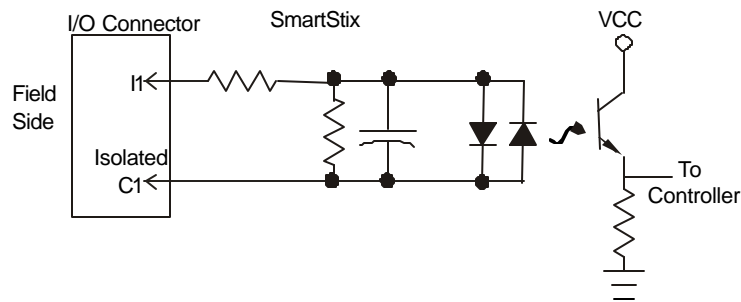 I/O Connector
SmartStix
VCC
Field
Side
I1
Isolated
C1
To
Controller